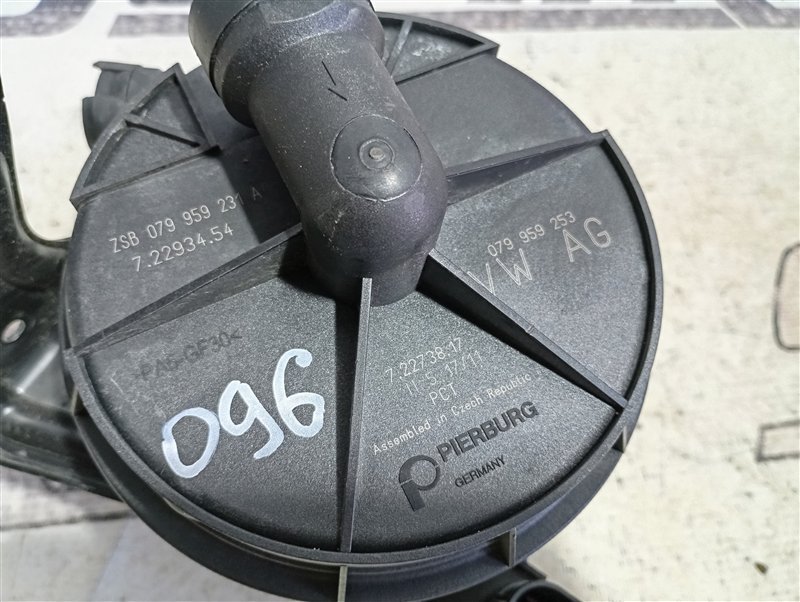 ZSB 079 959 231 A
7.22934.54
079 959 253
VW AG
>PA6-GF30<
096
7.22738.17
PCT
Assembled in Czech Republic
PIERBURG
GERMANY